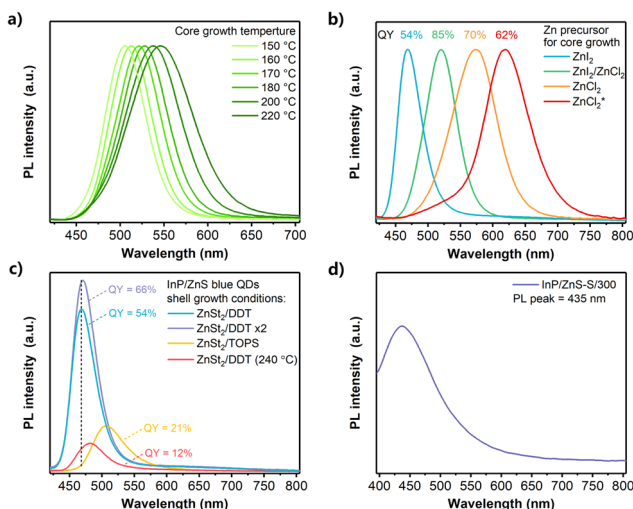 a)
Core growth temperture
150 °C
160 °C
170 °C
180 °C
200 °C
220 °C
PL intensity (a.u.)
450 500 550 600 650 700
Wavelength (nm)
b)
QY 54% 85% 70% 62%
Zn precursor
for core growth
ZnI₂
ZnI₂/ZnCl₂
ZnCl₂
ZnCl₂*
PL intensity (a.u.)
400 450 500 550 600 650 700 750 800
Wavelength (nm)
c)
InP/ZnS blue QDs
shell growth conditions:
ZnSt₂/DDT
ZnSt₂/DDT x2
ZnSt₂/TOPS
ZnSt₂/DDT (240 °C)
QY = 66%
QY = 54%
QY = 21%
QY = 12%
PL intensity (a.u.)
450 500 550 600 650 700 750 800
Wavelength (nm)
d)
InP/ZnS-S/300
PL peak = 435 nm
PL intensity (a.u.)
400 450 500 550 600 650 700 750 800
Wavelength (nm)